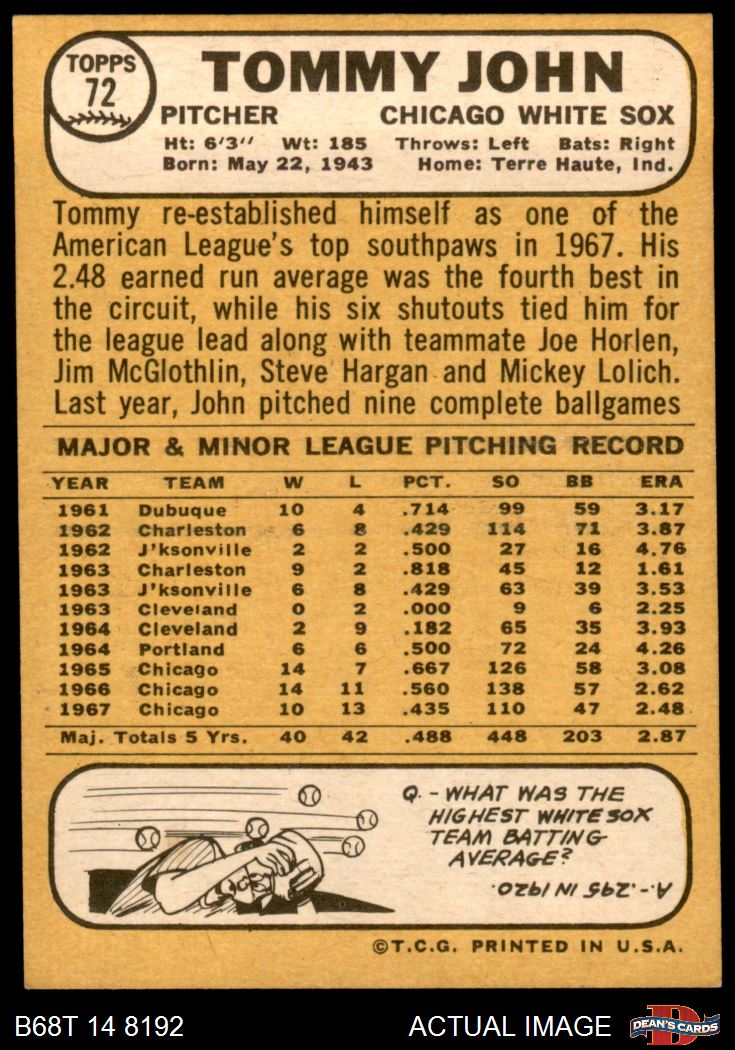 TOPPS
72
TOMMY JOHN
PITCHER CHICAGO WHITE SOX
Ht: 6'3" Wt: 185 Throws: Left Bats: Right
Born: May 22, 1943 Home: Terre Haute, Ind.
Tommy re-established himself as one of the
American League's top southpaws in 1967. His
2.48 earned run average was the fourth best in
the circuit, while his six shutouts tied him for
the league lead along with teammate Joe Horlen,
Jim McGlothlin, Steve Hargan and Mickey Lolich.
Last year, John pitched nine complete ballgames
MAJOR & MINOR LEAGUE PITCHING RECORD
YEAR TEAM W L PCT. SO BB ERA
1961 Dubuque 10 4 .714 99 59 3.17
1962 Charleston 6 8 .429 114 71 3.87
1962 J'ksonville 2 2 .500 27 16 4.76
1963 Charleston 9 2 .818 45 12 1.61
1963 J'ksonville 6 8 .429 63 39 3.53
1963 Cleveland 0 2 .000 9 6 2.25
1964 Cleveland 2 9 .182 65 35 3.93
1964 Portland 6 6 .500 72 24 4.26
1965 Chicago 14 7 .667 126 58 3.08
1966 Chicago 14 11 .560 138 57 2.62
1967 Chicago 10 13 .435 110 47 2.48
Maj. Totals 5 Yrs. 40 42 .488 448 203 2.87
Q.-WHAT WAS THE
HIGHEST WHITE SOX
TEAM BATTING
AVERAGE?
A.-.295 IN 1920.
©T.C.G. PRINTED IN U.S.A.
B68T 14 8192 ACTUAL IMAGE D DEAN'S CARDS